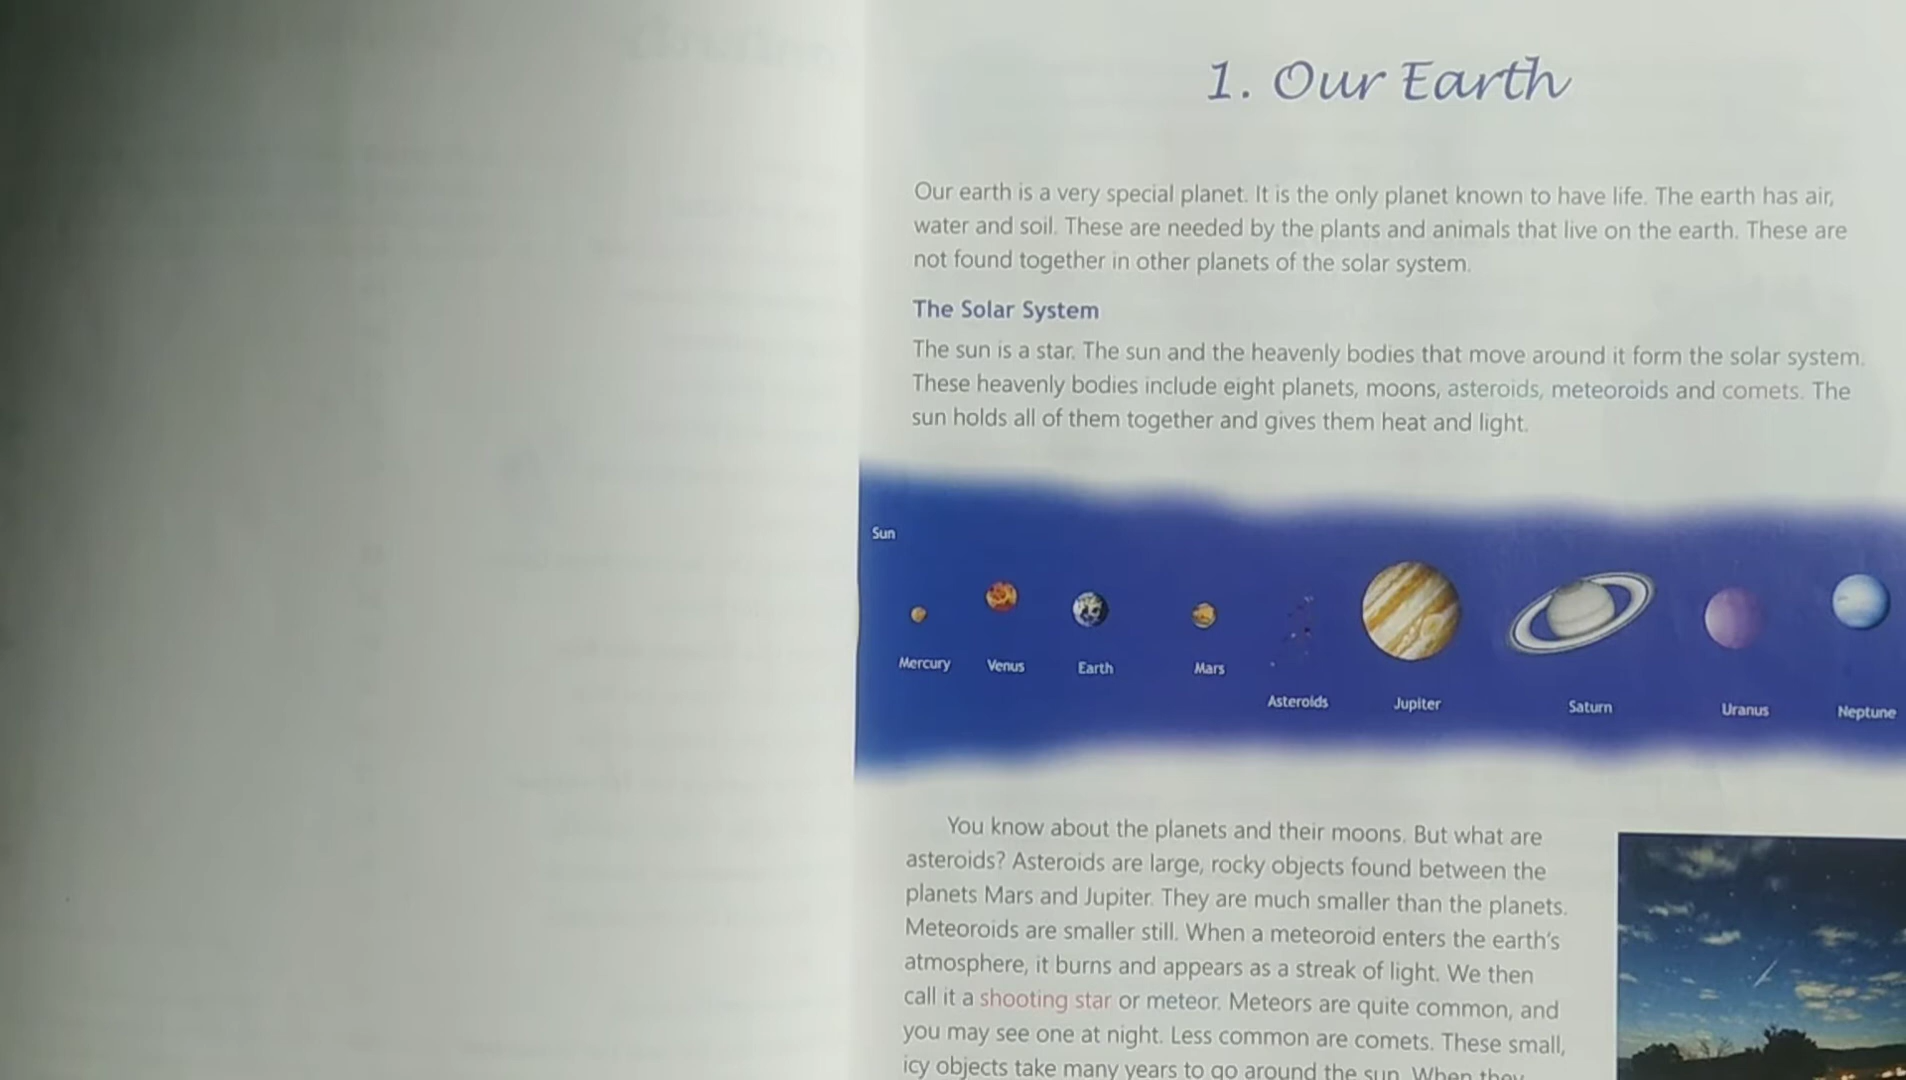 1. Our Earth
Our earth is a very special planet. It is the only planet known to have life. The earth has air,
water and soil. These are needed by the plants and animals that live on the earth. These are
not found together in other planets of the solar system.
The Solar System
The sun is a star. The sun and the heavenly bodies that move around it form the solar system.
These heavenly bodies include eight planets, moons, asteroids, meteoroids and comets. The
sun holds all of them together and gives them heat and light.
Sun
Mercury
Venus
Earth
Mars
Asteroids
Jupiter
Saturn
Uranus
Neptune
You know about the planets and their moons. But what are
asteroids? Asteroids are large, rocky objects found between the
planets Mars and Jupiter. They are much smaller than the planets.
Meteoroids are smaller still. When a meteoroid enters the earth's
atmosphere, it burns and appears as a streak of light. We then
call it a shooting star or meteor. Meteors are quite common, and
you may see one at night. Less common are comets. These small,
icy objects take many years to go around the sun. When they